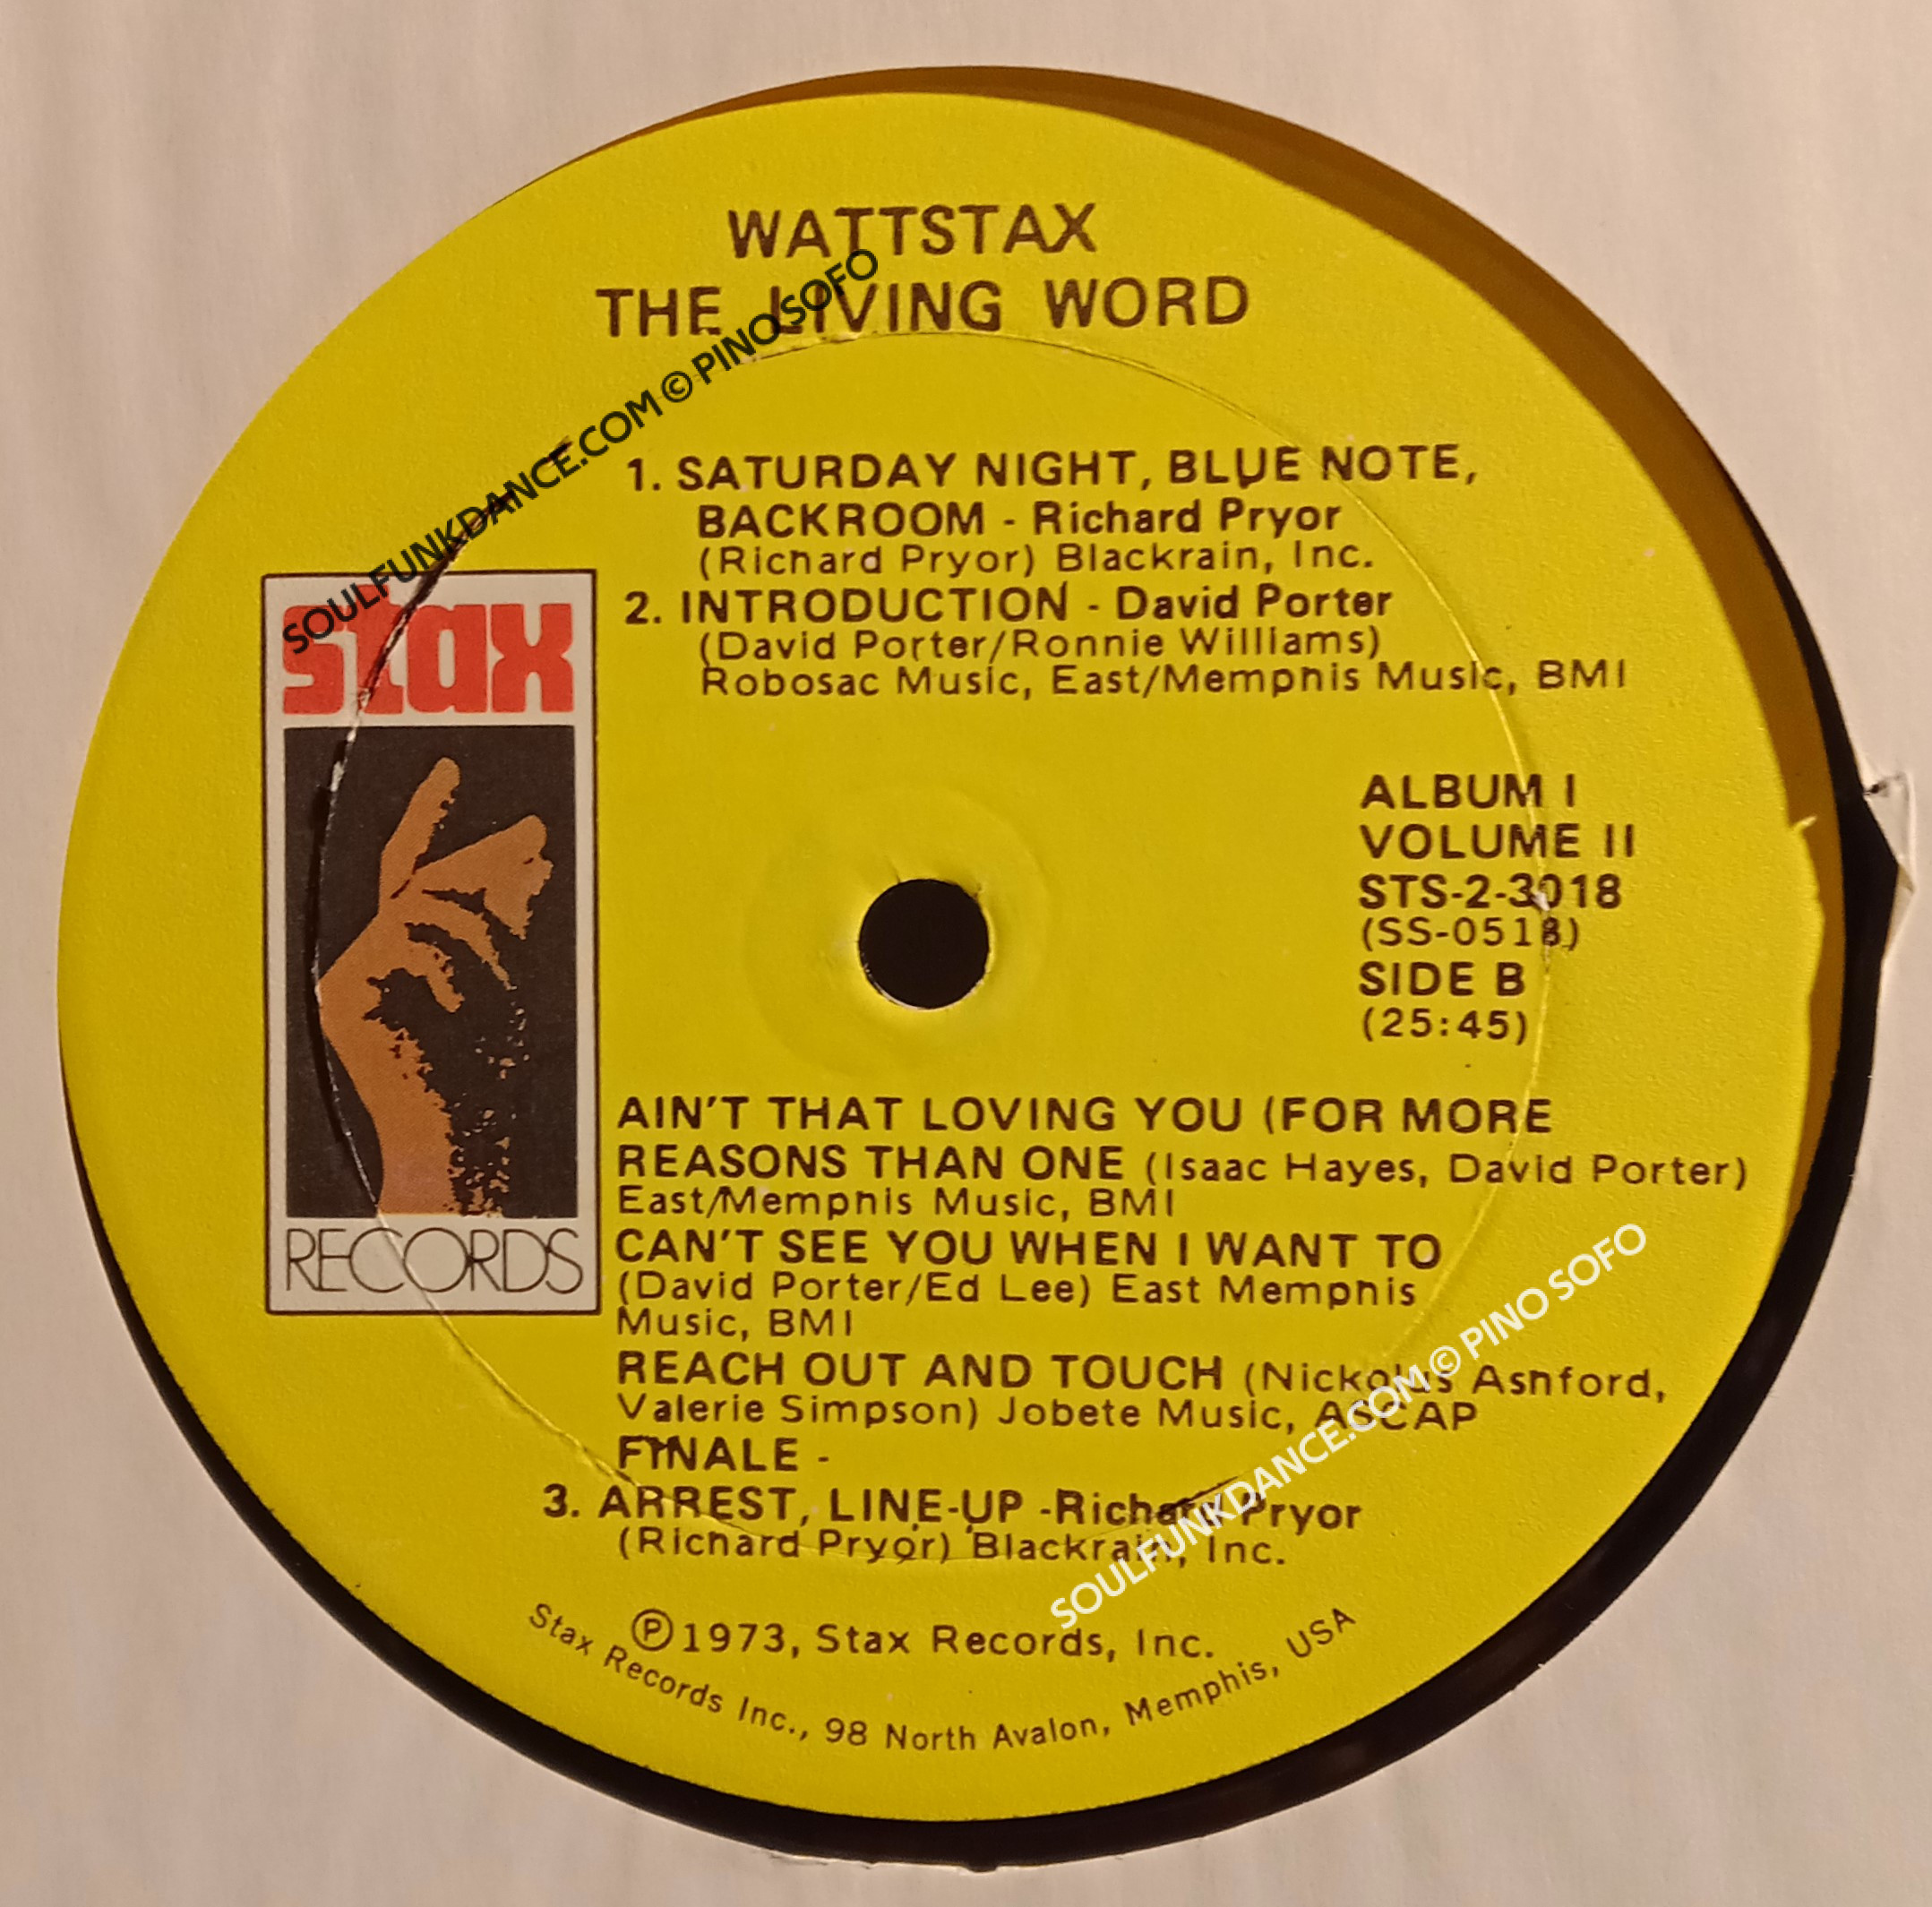 WATTSTAX
THE LIVING WORD
1. SATURDAY NIGHT, BLUE NOTE,
BACKROOM - Richard Pryor
(Richard Pryor) Blackrain, Inc.
2. INTRODUCTION - David Porter
(David Porter/Ronnie Williams)
Robosac Music, East/Memphis Music, BMI
stax
RECORDS
ALBUM I
VOLUME II
STS-2-3018
(SS-0518)
SIDE B
(25:45)
AIN'T THAT LOVING YOU (FOR MORE
REASONS THAN ONE (Isaac Hayes, David Porter)
East/Memphis Music, BMI
CAN'T SEE YOU WHEN I WANT TO
(David Porter/Ed Lee) East Memphis
Music, BMI
REACH OUT AND TOUCH (Nickolus Ashford,
Valerie Simpson) Jobete Music, ASCAP
FINALE -
3. ARREST, LINE-UP -Richard Pryor
(Richard Pryor) Blackrain, Inc.
Ⓟ1973, Stax Records, Inc.
Stax Records Inc., 98 North Avalon, Memphis, USA
SOULFUNKDANCE.COM © PINO SOFO
SOULFUNKDANCE.COM © PINO SOFO